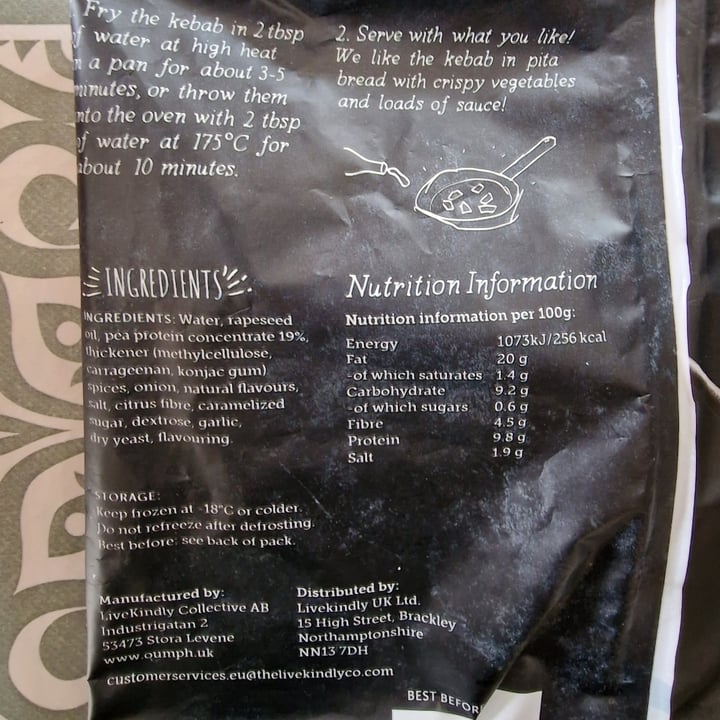 Fry the kebab in 2 tbsp
of water at high heat
a pan for about 3-5
minutes, or throw them
into the oven with 2 tbsp
of water at 175°C for
about 10 minutes.
2. Serve with what you like!
We like the kebab in pita
bread with crispy vegetables
and loads of sauce!
INGREDIENTS
INGREDIENTS: Water, rapeseed
oil, pea protein concentrate 19%,
thickener (methylcellulose,
carrageenan, konjac gum)
spices, onion, natural flavours,
salt, citrus fibre, caramelized
sugar, dextrose, garlic,
dry yeast, flavouring.
Nutrition Information
Nutrition information per 100g:
Energy 1073kJ/256 kcal
Fat 20 g
-of which saturates 1.4 g
Carbohydrate 9.2 g
-of which sugars 0.6 g
Fibre 4.5 g
Protein 9.8 g
Salt 1.9 g
STORAGE:
Keep frozen at -18°C or colder.
Do not refreeze after defrosting.
Best before: see back of pack.
Manufactured by:
LiveKindly Collective AB
Industrigatan 2
53473 Stora Levene
www.oumph.uk
Distributed by:
Livekindly UK Ltd.
15 High Street, Brackley
Northamptonshire
NN13 7DH
customerservices.eu@thelivekindlyco.com
BEST BEFOR